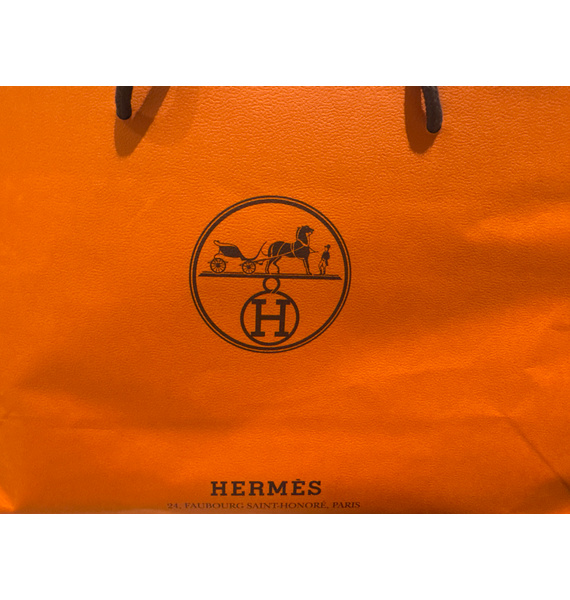 H
HERMÈS
24, FAUBOURG SAINT-HONORÉ, PARIS